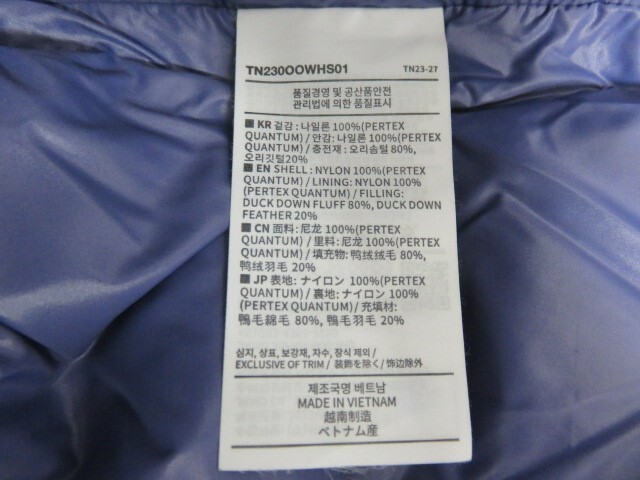 TN230OOWHS01 TN23-27
품질경영 및 공산품안전
관리법에 의한 품질표시
■ KR 겉감 : 나일론 100%(PERTEX
QUANTUM) / 안감 : 나일론 100%(PERTEX
QUANTUM) / 충전재 : 오리솜털 80%,
오리깃털20%
■ EN SHELL : NYLON 100%(PERTEX
QUANTUM) / LINING: NYLON 100%
(PERTEX QUANTUM) / FILLING:
DUCK DOWN FLUFF 80%, DUCK DOWN
FEATHER 20%
■ CN 面料 : 尼龙 100%(PERTEX
QUANTUM) / 里料 : 尼龙 100%(PERTEX
QUANTUM) / 填充物: 鸭绒绒毛 80%,
鸭绒羽毛 20%
■ JP 表地: ナイロン 100%(PERTEX
QUANTUM) / 裏地 : ナイロン 100%
(PERTEX QUANTUM) / 充填材:
鴨毛綿毛 80%, 鴨毛羽毛 20%
심지, 상표, 보강재, 자수, 장식 제외 /
EXCLUSIVE OF TRIM / 装飾を除く / 饰边除外
제조국명 베트남
MADE IN VIETNAM
越南制造
ベトナム産